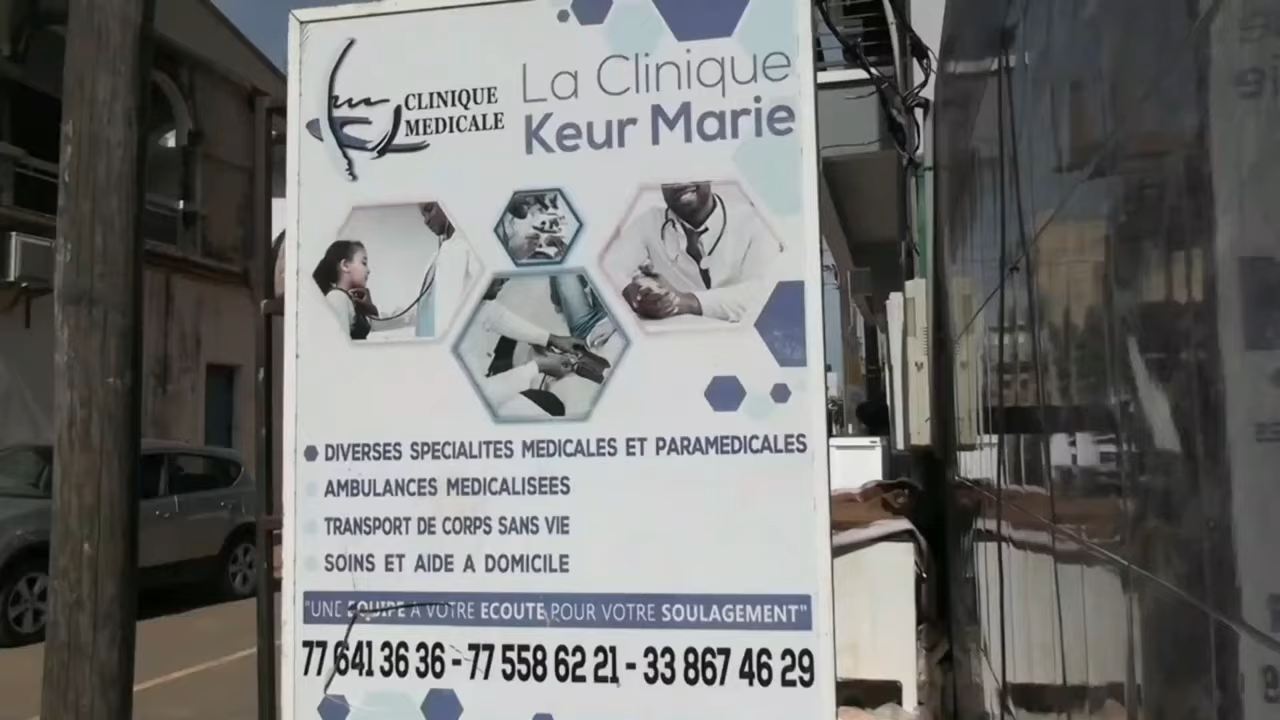 CLINIQUE
MEDICALE
La Clinique
Keur Marie
DIVERSES SPECIALITES MEDICALES ET PARAMEDICALES
AMBULANCES MEDICALISEES
TRANSPORT DE CORPS SANS VIE
SOINS ET AIDE A DOMICILE
"UNE EQUIPE A VOTRE ECOUTE POUR VOTRE SOULAGEMENT"
77 641 36 36 - 77 558 62 21 - 33 867 46 29